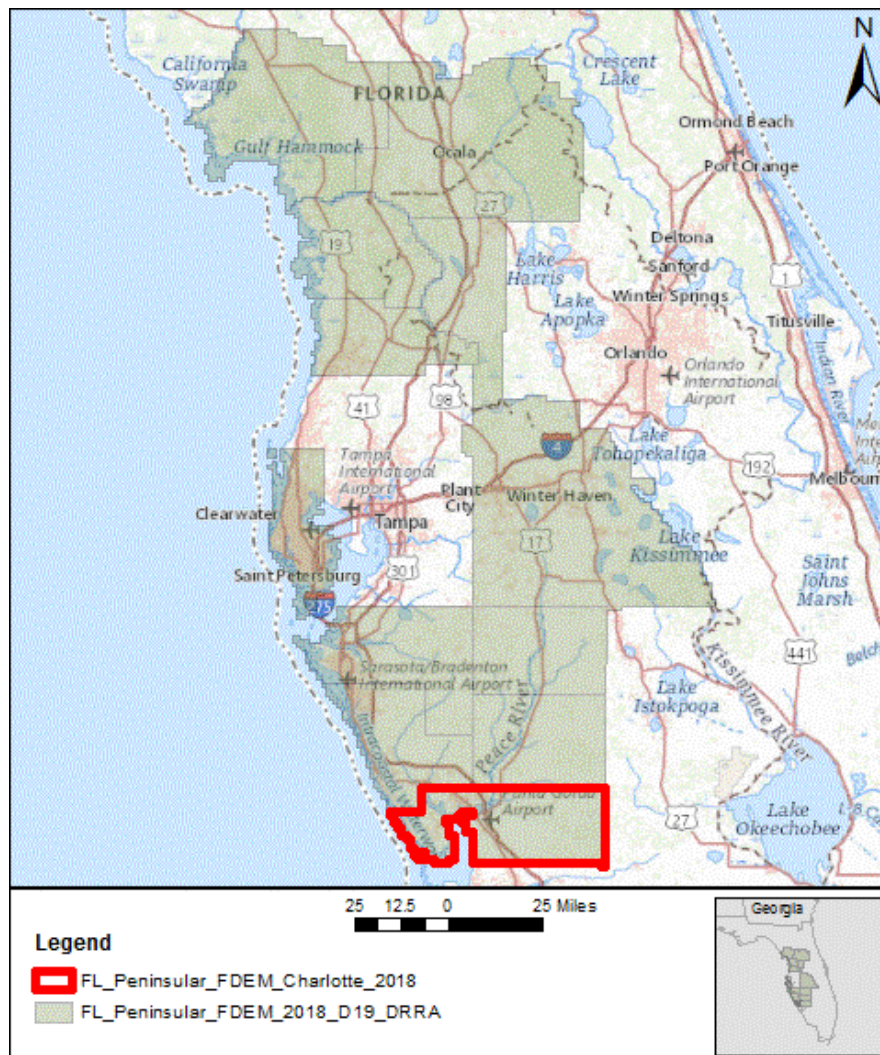 N
California
Swamp
Crescent
Lake
FLORIDA
Ormond Beach
Gulf Hammock
Ocala
Port Orange
27
19
Deltona
Lake
Harris
Sanford
1
Lake
Apopka
Winter Springs
Titusville
Orlando
Indian River
Orlando
International
Airport
41
98
4
Lake
Tohopekaliga
192
Tampa
International
Airport
Plant
City
Winter Haven
Clearwater
Tampa
17
Lake
Kissimmee
Saint Petersburg
301
Saint
Johns
Marsh
275
441
Sarasota/Bradenton
International Airport
Kissimmee River
Lake
Istokpoga
Peace River
Airport
27
Lake
Okeechobee
25 12.5 0 25 Miles
Georgia
Legend
FL_Peninsular_FDEM_Charlotte_2018
FL_Peninsular_FDEM_2018_D19_DRRA